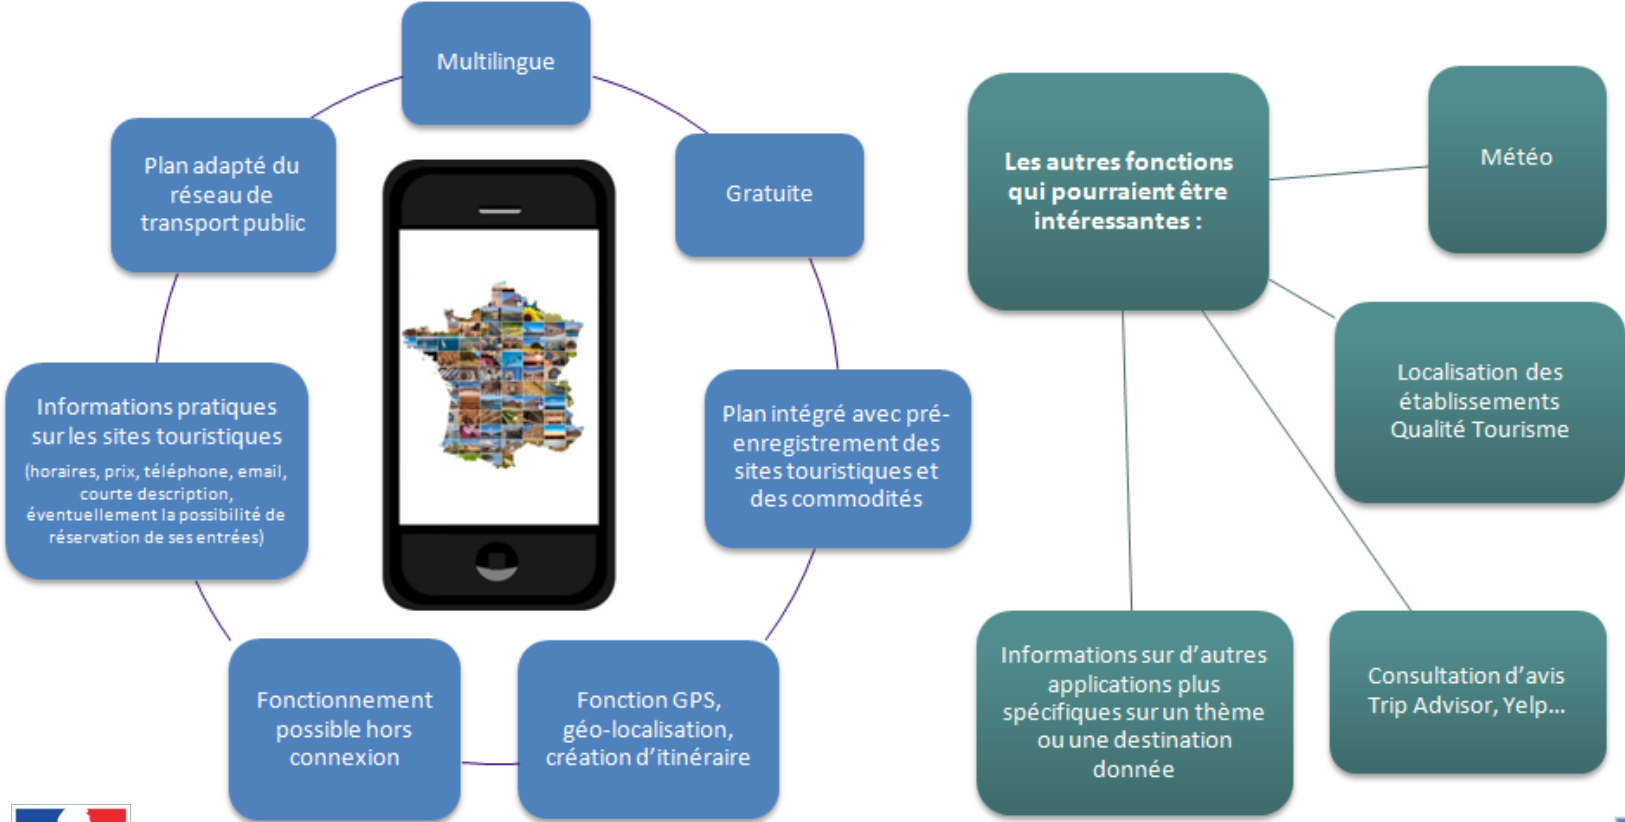 Multilingue
Gratuite
Plan adapté du
réseau de
transport public
Informations pratiques
sur les sites touristiques
(horaires, prix, téléphone, email,
courte description,
éventuellement la possibilité de
réservation de ses entrées)
Plan intégré avec pré-
enregistrement des
sites touristiques et
des commodités
Fonctionnement
possible hors
connexion
Fonction GPS,
géo-localisation,
création d’itinéraire
Les autres fonctions
qui pourraient être
intéressantes :
Météo
Localisation des
établissements
Qualité Tourisme
Informations sur d’autres
applications plus
spécifiques sur un thème
ou une destination
donnée
Consultation d’avis
Trip Advisor, Yelp...